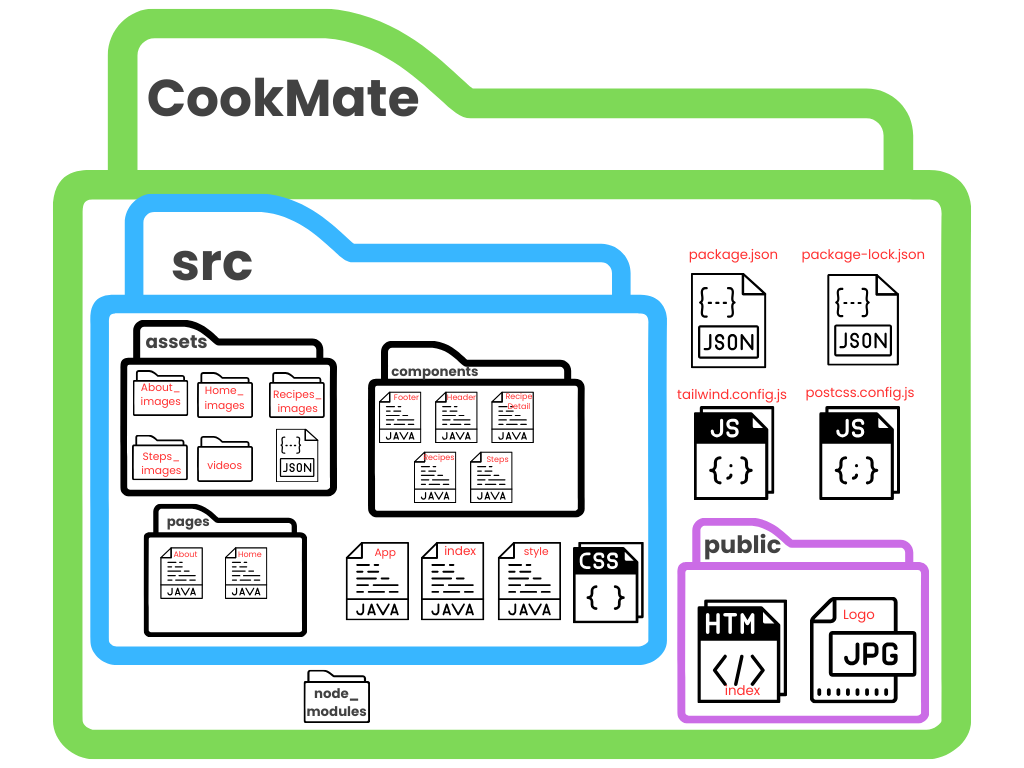 CookMate
src
assets
About_
images
Home_
images
Recipes_
images
Steps_
images
videos
{---}
JSON
components
Footer
JAVA
Header
JAVA
Recipe
Detail
JAVA
Recipes
JAVA
Steps
JAVA
pages
About
JAVA
Home
JAVA
App
JAVA
index
JAVA
style
JAVA
CSS
{ }
node_
modules
package.json
{---}
JSON
package-lock.json
{---}
JSON
tailwind.config.js
JS
{;}
postcss.config.js
JS
{;}
public
HTM
</>
index
Logo
JPG